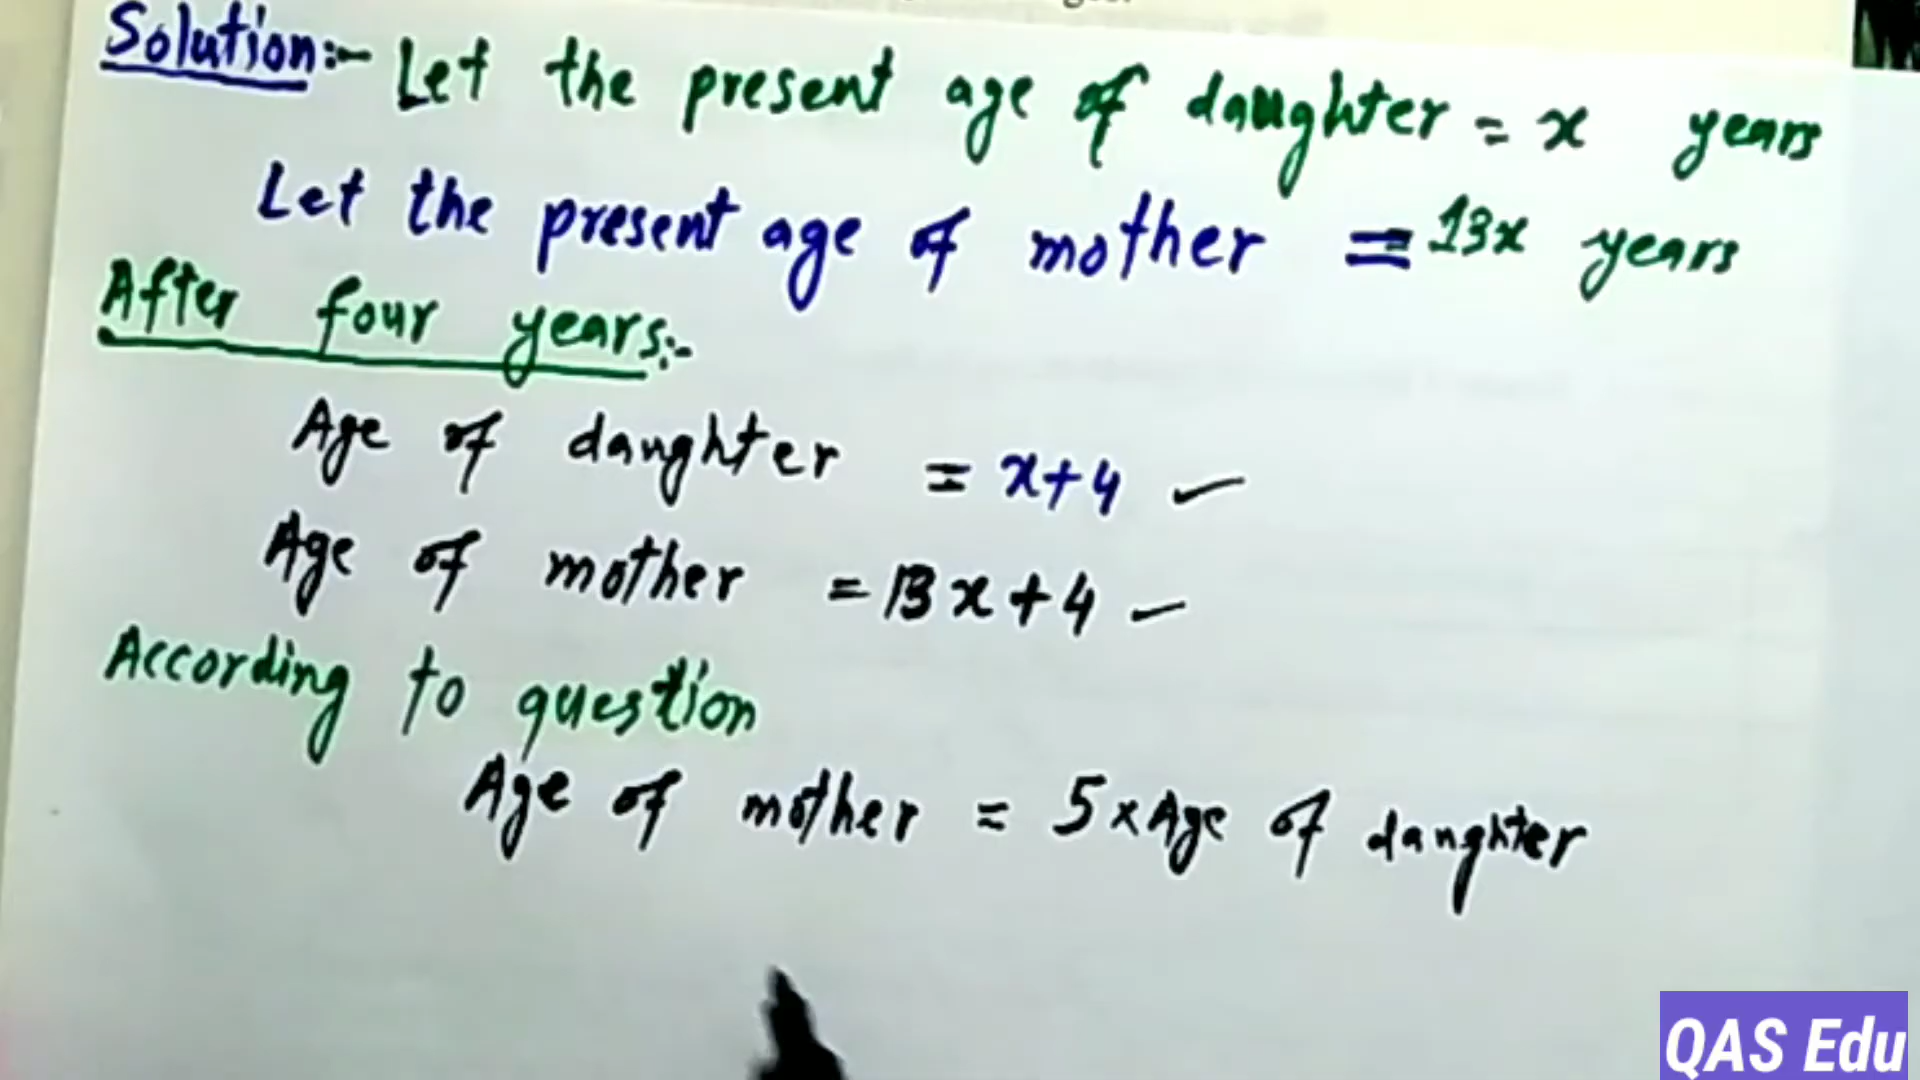 Solution:- Let the present age of daughter = x years
Let the present age of mother = 13x years
After four years:-
Age of daughter = x+4
Age of mother = 13x+4
According to question
Age of mother = 5×Age of daughter
QAS Edu